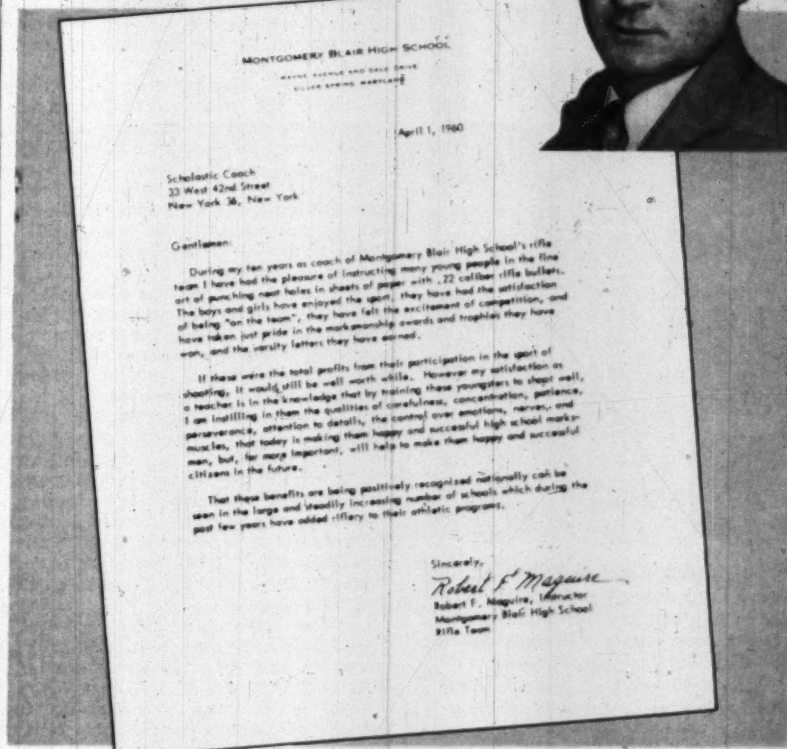 MONTGOMERY BLAIR HIGH SCHOOL
WAYNE AVENUE AND DALE DRIVE
SILVER SPRING, MARYLAND
April 1, 1960
Scholastic Coach
33 West 42nd Street
New York 36, New York
Gentlemen:
During my ten years as coach of Montgomery Blair High School's rifle
team I have had the pleasure of instructing many young people in the fine
art of punching neat holes in sheets of paper with .22 caliber rifle bullets.
The boys and girls have enjoyed the sport, they have had the satisfaction
of being "on the team", they have felt the excitement of competition, and
have taken just pride in the marksmanship awards and trophies they have
won, and the varsity letters they have earned.
If these were the total profits from their participation in the sport of
shooting, it would still be well worth while. However my satisfaction as
a teacher is in the knowledge that by training these youngsters to shoot well,
I am instilling in them the qualities of carefulness, concentration, patience,
perseverance, attention to details, the control over emotions, nerves, and
muscles, that today is making them happy and successful high school marks-
men, but, far more important, will help to make them happy and successful
citizens in the future.
That these benefits are being positively recognized nationally can be
seen in the large and steadily increasing number of schools which during the
past few years have added riflery to their athletic programs.
Sincerely,
Robert F Maguire
Robert F. Maguire, Instructor
Montgomery Blair High School
Rifle Team